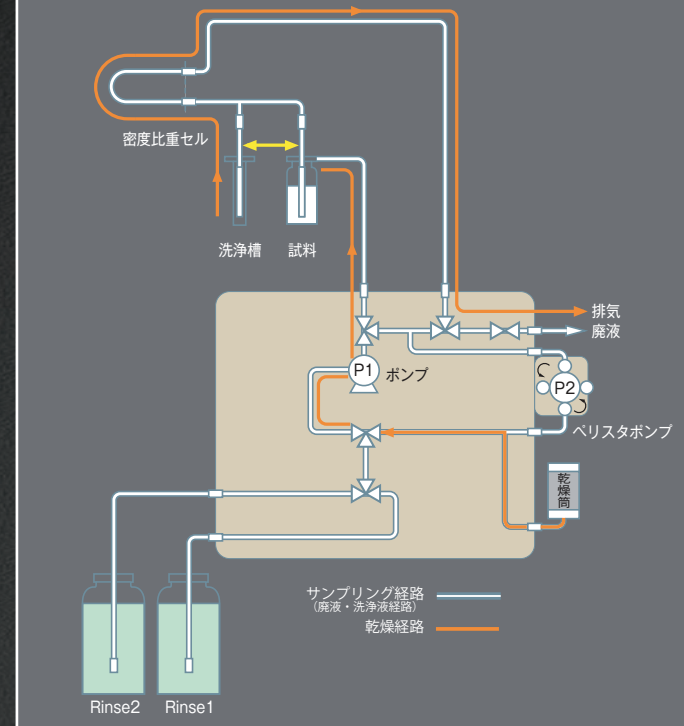 密度比重セル
洗浄槽
試料
排気
廃液
P1
ポンプ
P2
ペリスタポンプ
乾燥筒
サンプリング経路
（廃液・洗浄液経路）
乾燥経路
Rinse2
Rinse1